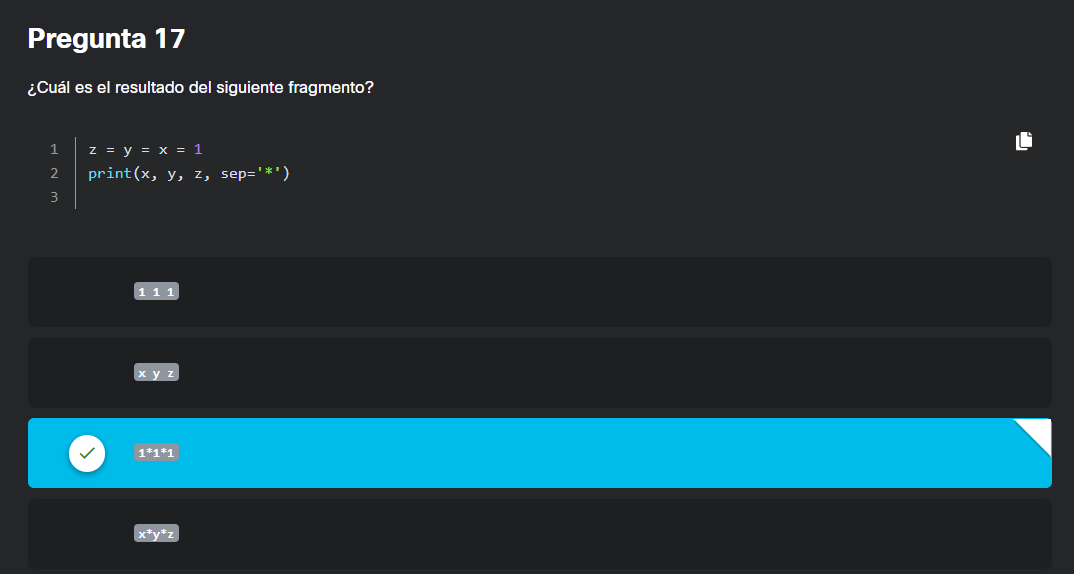 Pregunta 17
¿Cuál es el resultado del siguiente fragmento?
1 z = y = x = 1
2 print(x, y, z, sep='*')
3
1 1 1
x y z
1*1*1
x*y*z